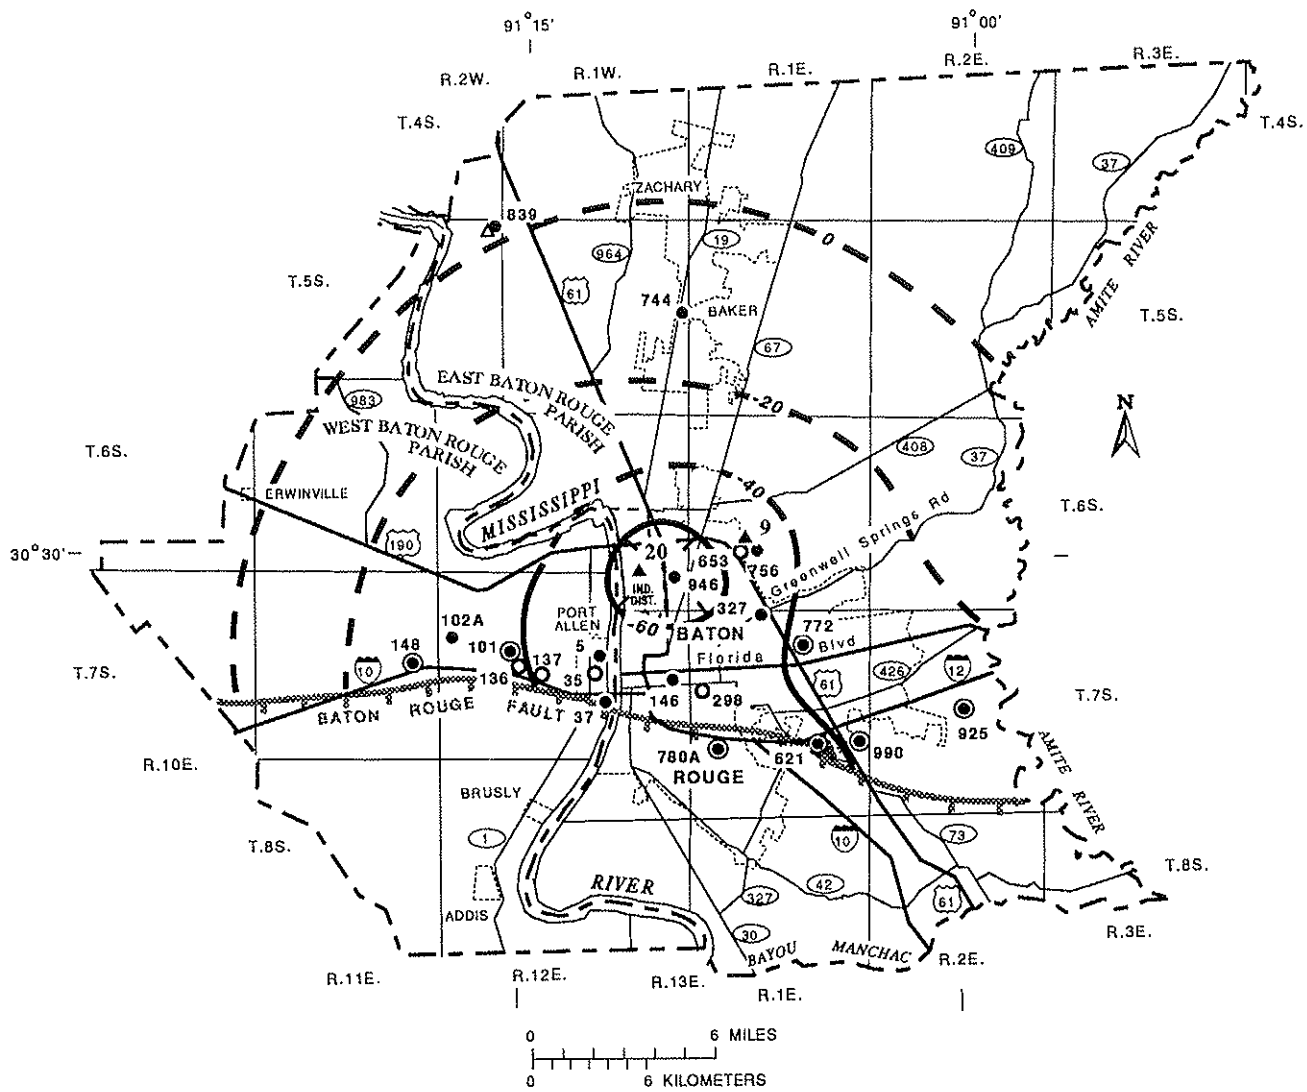 91°15'
91°00'
R.2W.
R.1W.
R.1E.
R.2E.
R.3E.
T.4S.
T.4S.
409
37
ZACHARY
839
0
964
19
AMITE RIVER
T.5S.
61
744
BAKER
T.5S.
67
983
EAST BATON ROUGE
PARISH
-20
N
WEST BATON ROUGE
PARISH
408
37
T.6S.
ERWINVILLE
-40
MISSISSIPPI
9
Greenwell Springs Rd
T.6S.
30°30'
190
20
653
756
946
IND.
DIST.
327
PORT
ALLEN
-60
BATON
772
102A
148
101
5
Florida
Blvd
10
137
136
35
426
12
T.7S.
61
T.7S.
146
298
BATON ROUGE FAULT
37
925
780A
621
990
ROUGE
AMITE RIVER
R.10E.
BRUSLY
1
10
73
T.8S.
T.8S.
RIVER
42
327
61
ADDIS
30
BAYOU MANCHAC
R.3E.
R.11E.
R.12E.
R.13E.
R.1E.
R.2E.
0 6 MILES
0 6 KILOMETERS